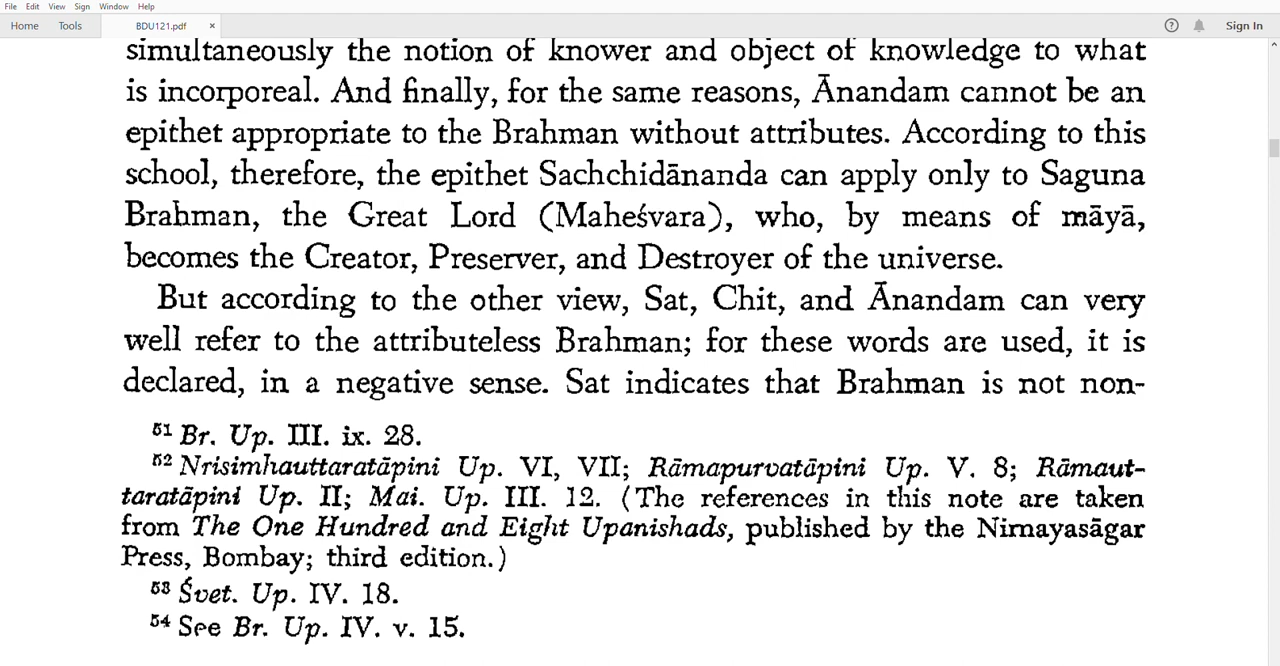 File Edit View Sign Window Help
Home Tools BDU121.pdf × Sign In
simultaneously the notion of knower and object of knowledge to what
is incorporeal. And finally, for the same reasons, Ānandam cannot be an
epithet appropriate to the Brahman without attributes. According to this
school, therefore, the epithet Sachchidānanda can apply only to Saguna
Brahman, the Great Lord (Maheśvara), who, by means of māyā,
becomes the Creator, Preserver, and Destroyer of the universe.
But according to the other view, Sat, Chit, and Ānandam can very
well refer to the attributeless Brahman; for these words are used, it is
declared, in a negative sense. Sat indicates that Brahman is not non-
51 Br. Up. III. ix. 28.
52 Nrisimhauttaratāpini Up. VI, VII; Rāmapurvatāpini Up. V. 8; Rāmaut-
taratāpini Up. II; Mai. Up. III. 12. (The references in this note are taken
from The One Hundred and Eight Upanishads, published by the Nirnayasāgar
Press, Bombay; third edition.)
53 Śvet. Up. IV. 18.
54 See Br. Up. IV. v. 15.